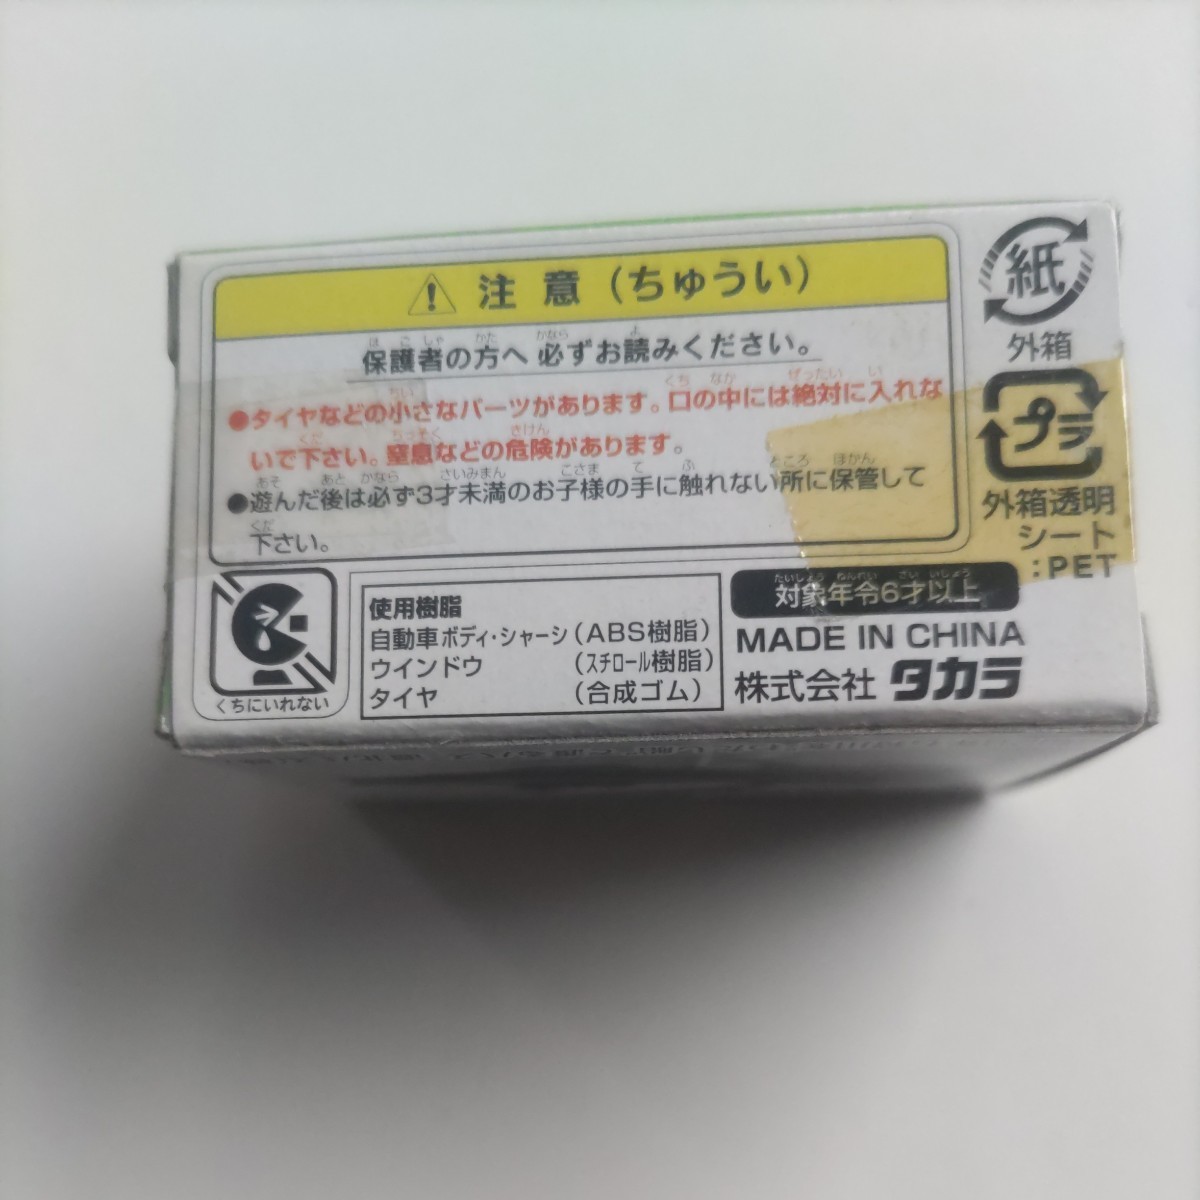 注意（ちゅうい）
保護者の方へ必ずお読みください。
●タイヤなどの小さなパーツがあります。口の中には絶対に入れな
いで下さい。窒息などの危険があります。
●遊んだ後は必ず3才未満のお子様の手に触れない所に保管して
下さい。
紙
外箱
プラ
外箱透明
シート
:PET
くちにいれない
使用樹脂
自動車ボディ・シャーシ（ABS樹脂）
ウインドウ（スチロール樹脂）
タイヤ（合成ゴム）
対象年令6才以上
MADE IN CHINA
株式会社 タカラ